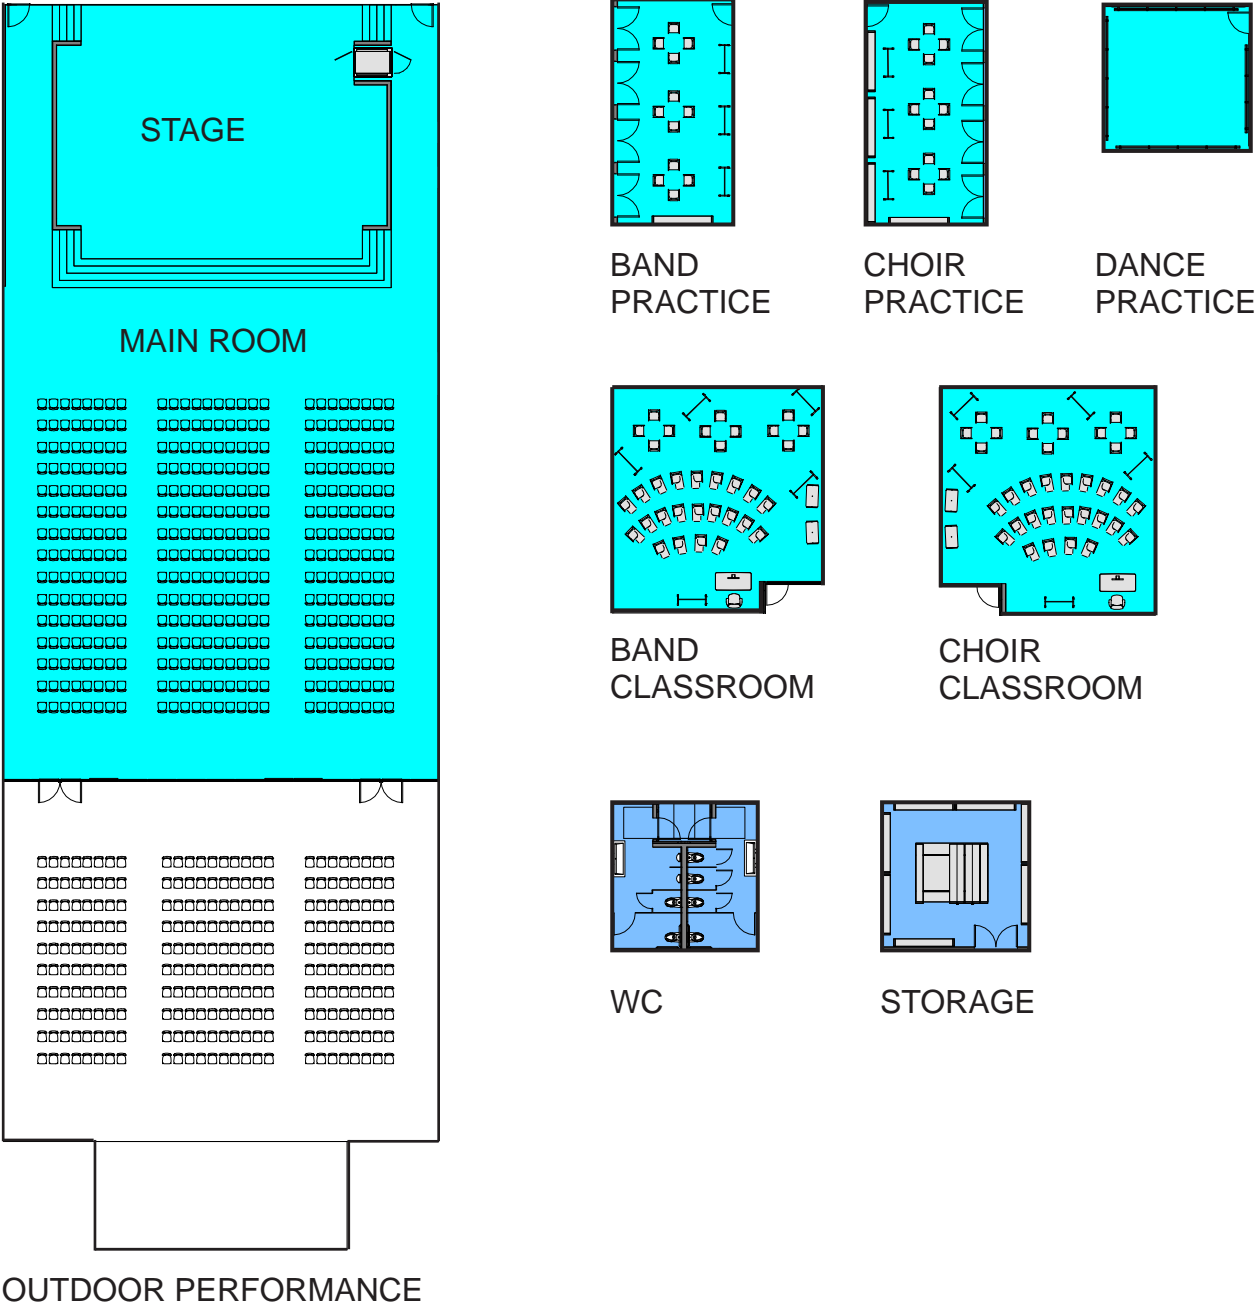 STAGE
MAIN ROOM
OUTDOOR PERFORMANCE
BAND
PRACTICE
CHOIR
PRACTICE
DANCE
PRACTICE
BAND
CLASSROOM
CHOIR
CLASSROOM
WC
STORAGE